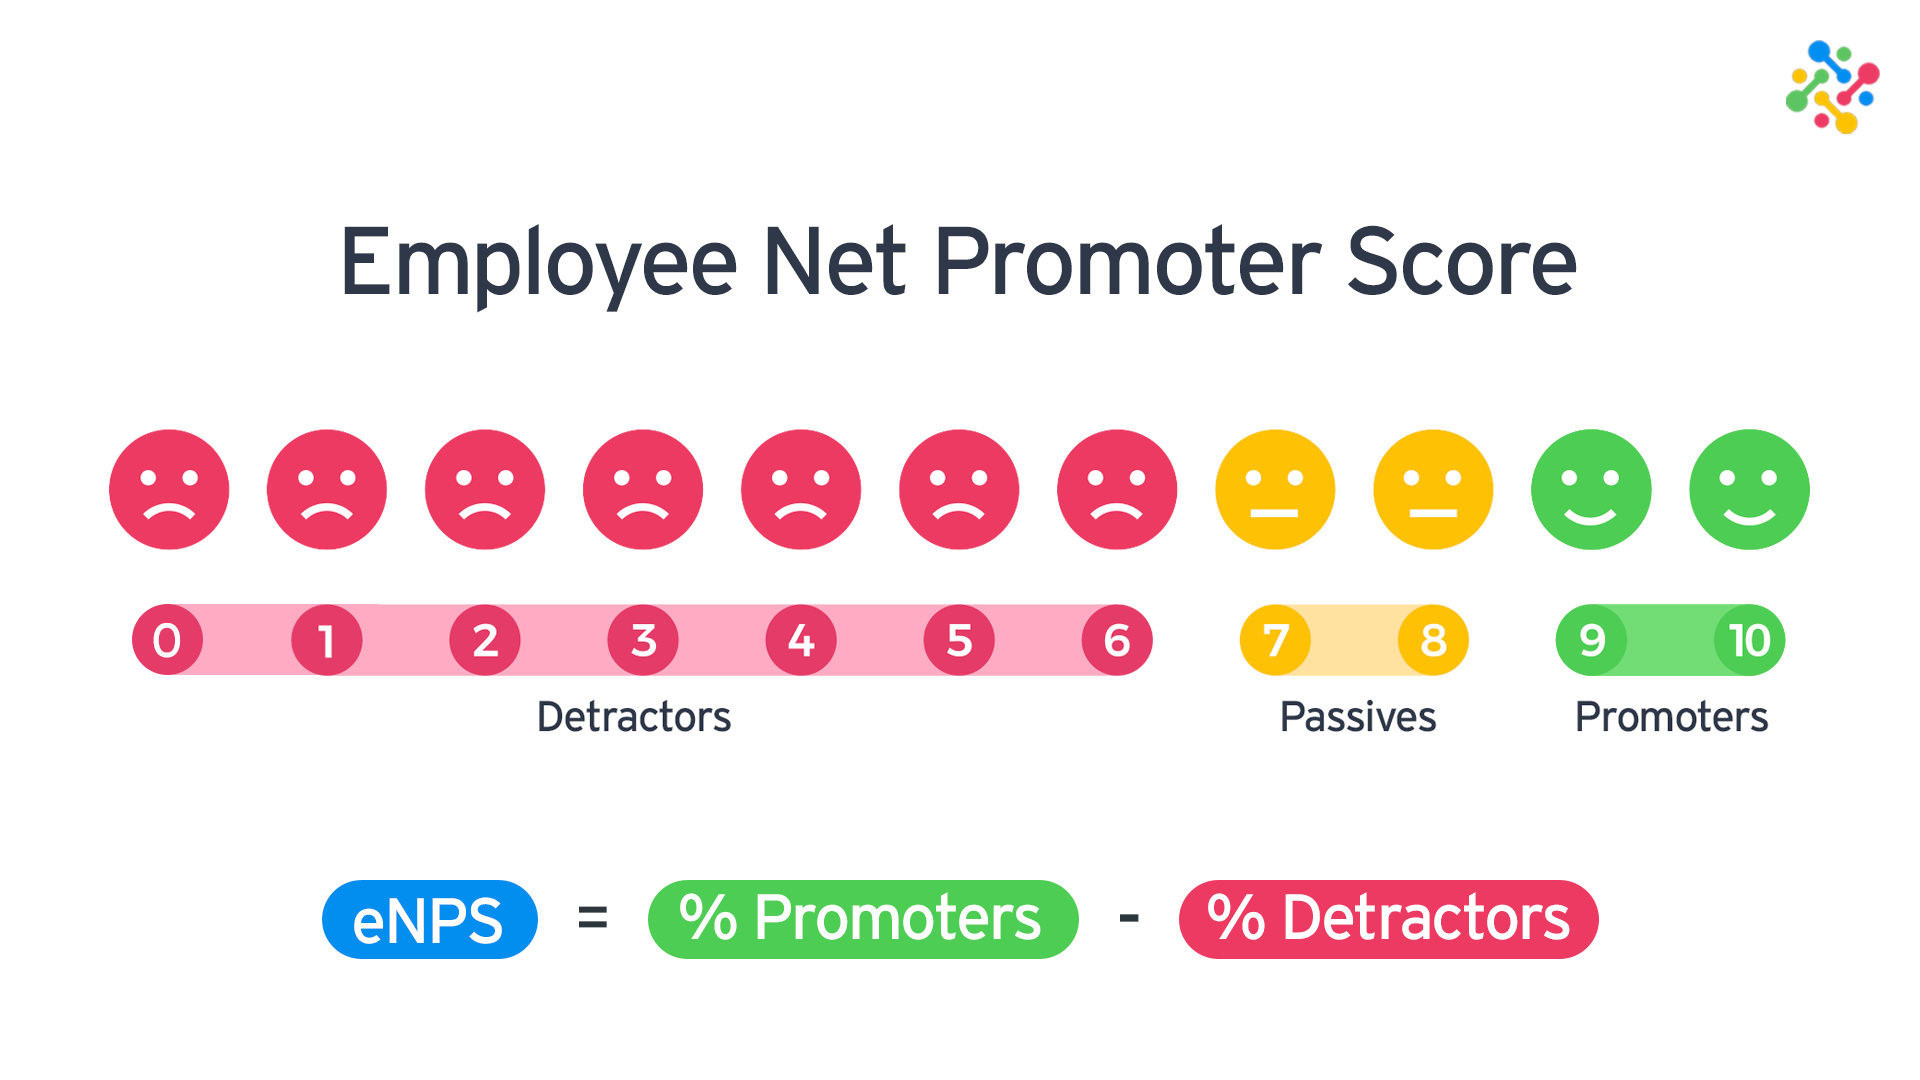 Employee Net Promoter Score
0 1 2 3 4 5 6 7 8 9 10
Detractors Passives Promoters
eNPS = % Promoters - % Detractors